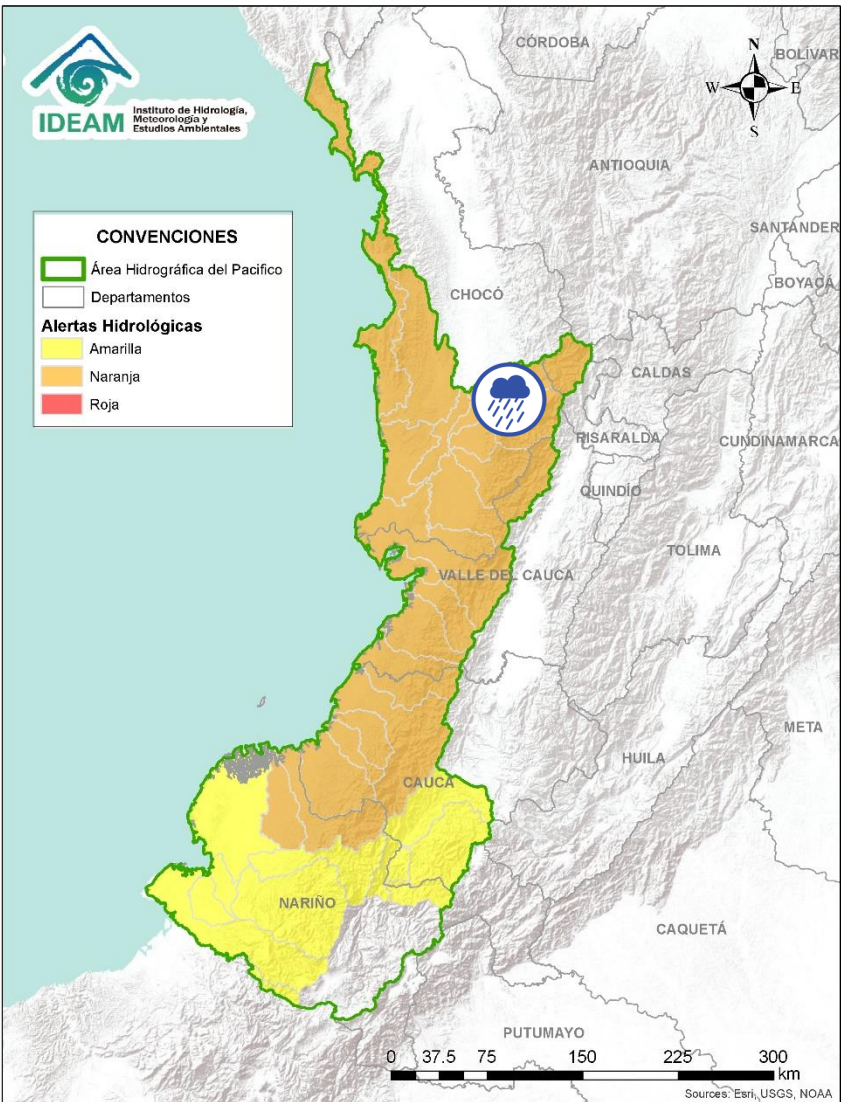 IDEAM
Instituto de Hidrología,
Meteorología y
Estudios Ambientales
N
W
E
S
CONVENCIONES
Área Hidrográfica del Pacifico
Departamentos
Alertas Hidrológicas
Amarilla
Naranja
Roja
CÓRDOBA
BOLIVAR
ANTIOQUIA
SANTANDER
BOYACÁ
CHOCÓ
CALDAS
RISARALDA
CUNDINAMARCA
QUINDÍO
TOLIMA
VALLE DEL CAUCA
META
HUILA
CAUCA
NARIÑO
CAQUETÁ
PUTUMAYO
0 37.5 75 150 225 300
km
Sources: Esri, USGS, NOAA